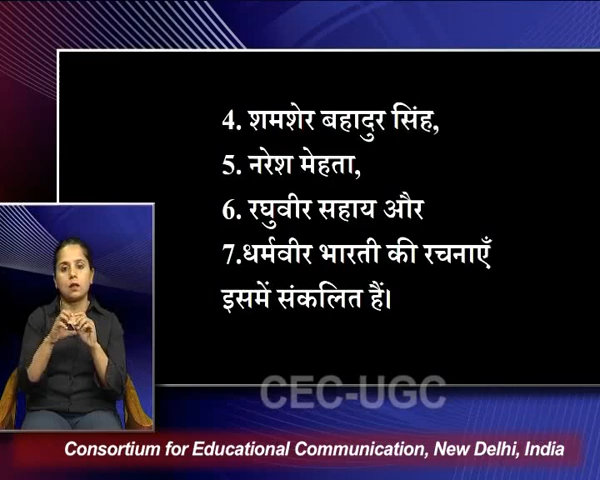 4. शमशेर बहादुर सिंह,
5. नरेश मेहता,
6. रघुवीर सहाय और
7.धर्मवीर भारती की रचनाएँ
इसमें संकलित हैं।
CEC-UGC
Consortium for Educational Communication, New Delhi, India